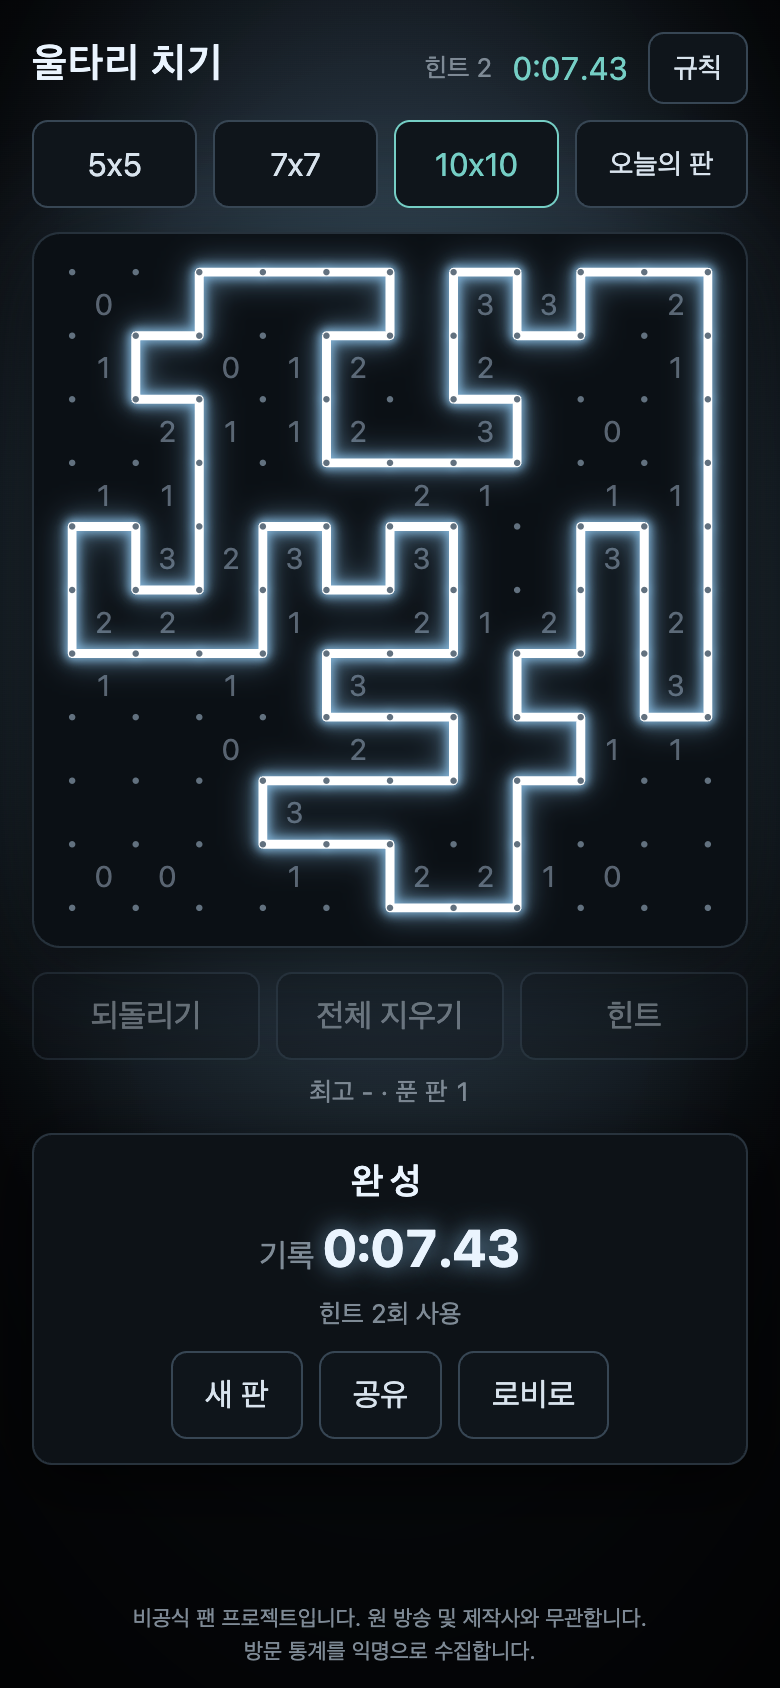 울타리 치기 힌트 2 0:07.43 규칙
5x5 7x7 10x10 오늘의 판
0 3 3 2
1 0 1 2 2 1
2 1 1 2 3 0
1 1 2 1 1 1
3 2 3 3 3
2 2 1 2 1 2 2
1 1 3 3
0 2 1 1
3
0 0 1 2 2 1 0
되돌리기 전체 지우기 힌트
최고 - · 푼 판 1
완성
기록 0:07.43
힌트 2회 사용
새 판 공유 로비로
비공식 팬 프로젝트입니다. 원 방송 및 제작사와 무관합니다.
방문 통계를 익명으로 수집합니다.